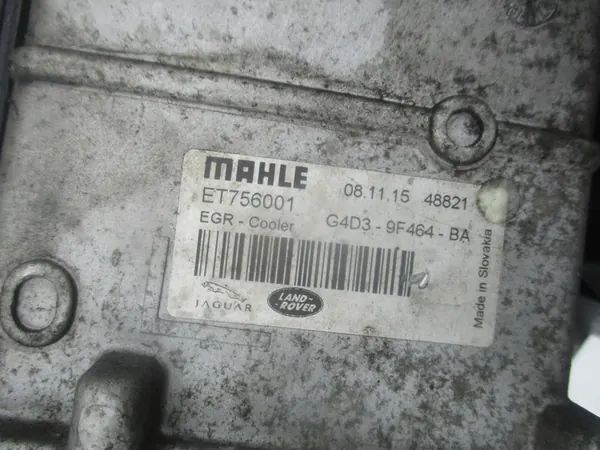 MAHLE
ET756001 08.11.15 48821
EGR - Cooler G4D3 - 9F464 - BA
JAGUAR LAND-ROVER
Made in Slovakia